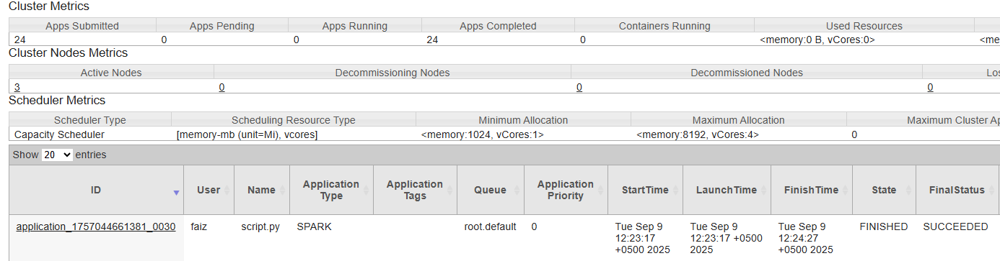 Cluster Metrics
Apps Submitted Apps Pending Apps Running Apps Completed Containers Running Used Resources
24 0 0 24 0 <memory:0 B, vCores:0> <me
Cluster Nodes Metrics
Active Nodes Decommissioning Nodes Decommissioned Nodes Los
3 0 0 0
Scheduler Metrics
Scheduler Type Scheduling Resource Type Minimum Allocation Maximum Allocation Maximum Cluster Ap
Capacity Scheduler [memory-mb (unit=Mi), vcores] <memory:1024, vCores:1> <memory:8192, vCores:4> 0
Show 20 entries
ID User Name Application Type Application Tags Queue Application Priority StartTime LaunchTime FinishTime State FinalStatus
application_1757044661381_0030 faiz script.py SPARK root.default 0 Tue Sep 9 12:23:17 +0500 2025 Tue Sep 9 12:23:17 +0500 2025 Tue Sep 9 12:24:27 +0500 2025 FINISHED SUCCEEDED